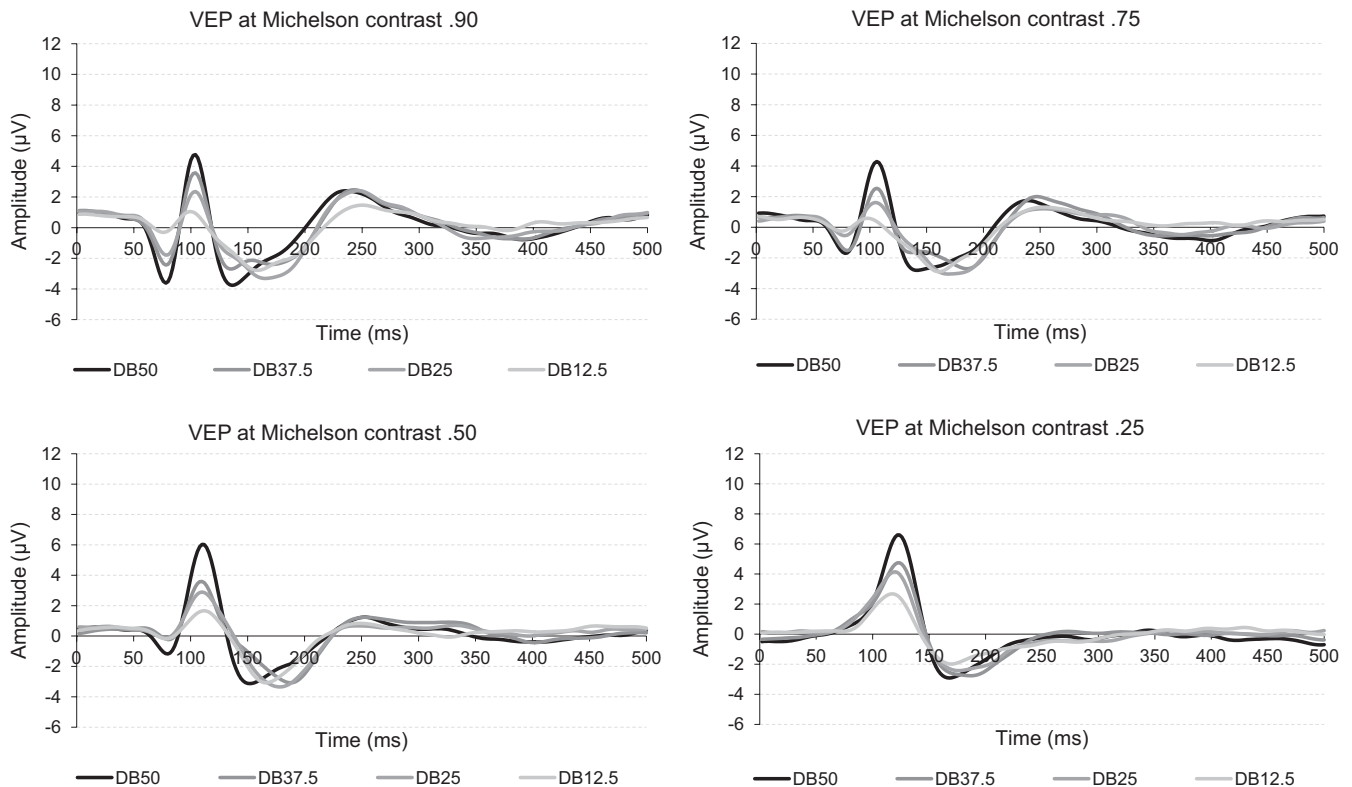 VEP at Michelson contrast .90
12
10
8
6
4
2
0
-2
-4
-6
0 50 100 150 200 250 300 350 400 450 500
Amplitude (µV)
Time (ms)
DB50 DB37.5 DB25 DB12.5
VEP at Michelson contrast .75
12
10
8
6
4
2
0
-2
-4
-6
0 50 100 150 200 250 300 350 400 450 500
Amplitude (µV)
Time (ms)
DB50 DB37.5 DB25 DB12.5
VEP at Michelson contrast .50
12
10
8
6
4
2
0
-2
-4
-6
0 50 100 150 200 250 300 350 400 450 500
Amplitude (µV)
Time (ms)
DB50 DB37.5 DB25 DB12.5
VEP at Michelson contrast .25
12
10
8
6
4
2
0
-2
-4
-6
0 50 100 150 200 250 300 350 400 450 500
Amplitude (µV)
Time (ms)
DB50 DB37.5 DB25 DB12.5